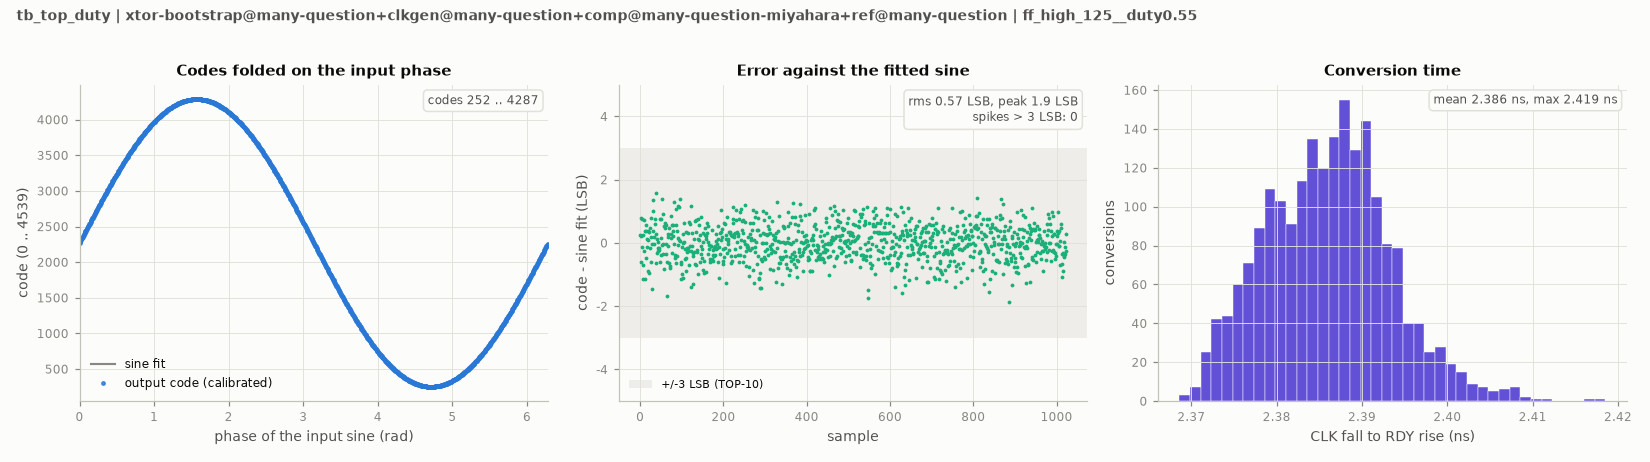 tb_top_duty | xtor-bootstrap@many-question+clkgen@many-question+comp@many-question-miyahara+ref@many-question | ff_high_125__duty0.55
Codes folded on the input phase
codes 252 .. 4287
code (0 .. 4539)
4000
3500
3000
2500
2000
1500
1000
500
sine fit
output code (calibrated)
0 1 2 3 4 5 6
phase of the input sine (rad)
Error against the fitted sine
rms 0.57 LSB, peak 1.9 LSB
spikes > 3 LSB: 0
code - sine fit (LSB)
4
2
0
-2
-4
+/-3 LSB (TOP-10)
0 200 400 600 800 1000
sample
Conversion time
mean 2.386 ns, max 2.419 ns
conversions
160
140
120
100
80
60
40
20
0
2.37 2.38 2.39 2.40 2.41 2.42
CLK fall to RDY rise (ns)